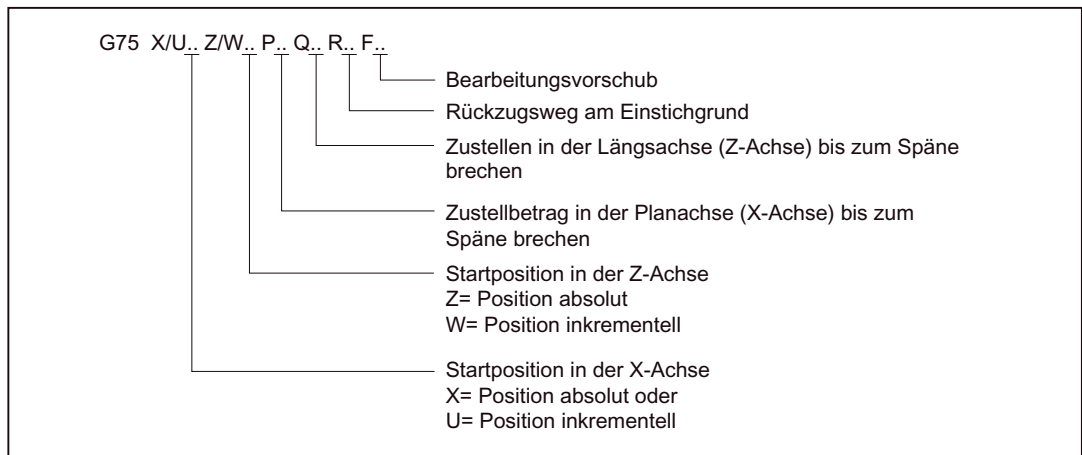 G75 X/U.. Z/W.. P.. Q.. R.. F..
Bearbeitungsvorschub
Rückzugsweg am Einstichgrund
Zustellen in der Längsachse (Z-Achse) bis zum Späne
brechen
Zustellbetrag in der Planachse (X-Achse) bis zum
Späne brechen
Startposition in der Z-Achse
Z= Position absolut
W= Position inkrementell
Startposition in der X-Achse
X= Position absolut oder
U= Position inkrementell